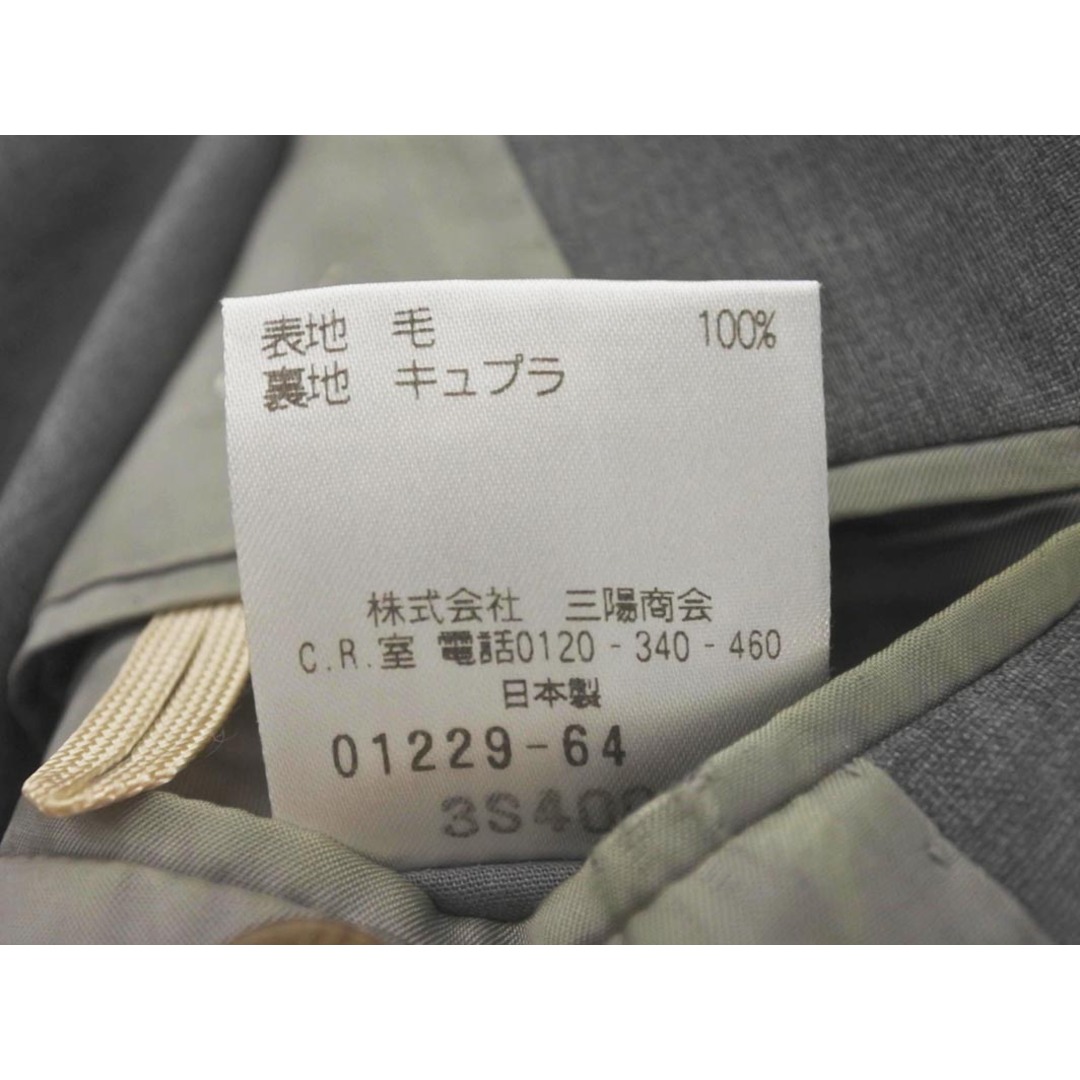 表地 毛 100%
裏地 キュプラ
株式会社 三陽商会
C.R.室 電話0120-340-460
日本製
01229-64